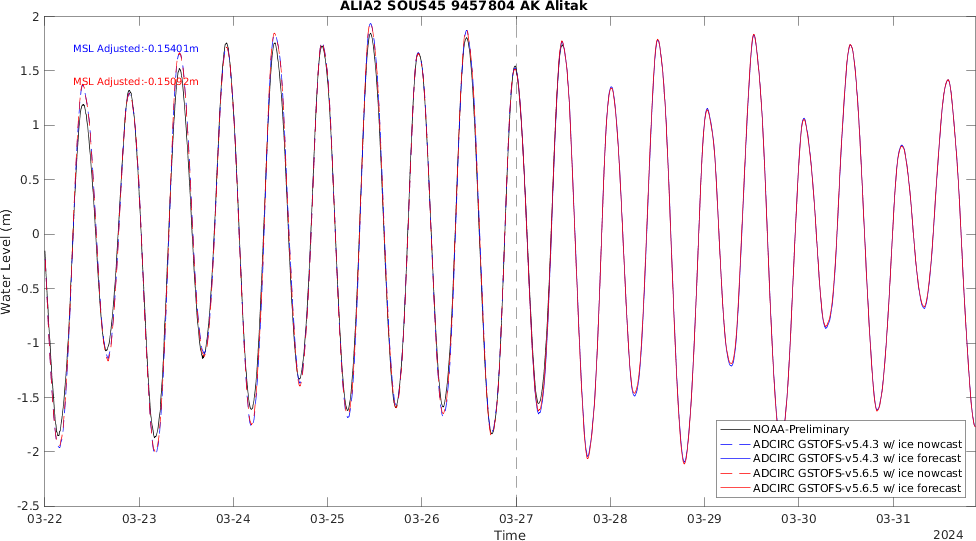 ALIA2 SOUS45 9457804 AK Alitak
2
MSL Adjusted:-0.15401m
1.5
MSL Adjusted:-0.15092m
1
0.5
0
Water Level (m)
-0.5
-1
-1.5
-2
-2.5
NOAA-Preliminary
ADCIRC GSTOFS-v5.4.3 w/ ice nowcast
ADCIRC GSTOFS-v5.4.3 w/ ice forecast
ADCIRC GSTOFS-v5.6.5 w/ ice nowcast
ADCIRC GSTOFS-v5.6.5 w/ ice forecast
03-22 03-23 03-24 03-25 03-26 03-27 03-28 03-29 03-30 03-31
Time
2024